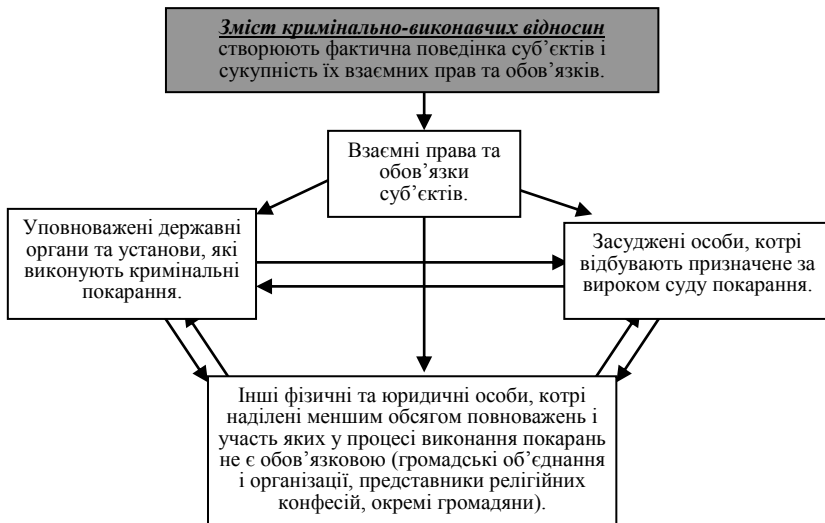 Зміст кримінально-виконавчих відносин
створюють фактична поведінка суб’єктів і
сукупність їх взаємних прав та обов’язків.
Взаємні права та
обов’язки
суб’єктів.
Уповноважені державні
органи та установи, які
виконують кримінальні
покарання.
Засуджені особи, котрі
відбувають призначене за
вироком суду покарання.
Інші фізичні та юридичні особи, котрі
наділені меншим обсягом повноважень і
участь яких у процесі виконання покарань
не є обов’язковою (громадські об’єднання
і організації, представники релігійних
конфесій, окремі громадяни).